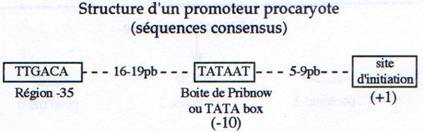 Structure d'un promoteur procaryote
(séquences consensus)
TTGACA --- 16-19pb --- TATAAT --- 5-9pb --- site d'initiation
Région -35
Boite de Pribnow
ou TATA box
(-10)
(+1)